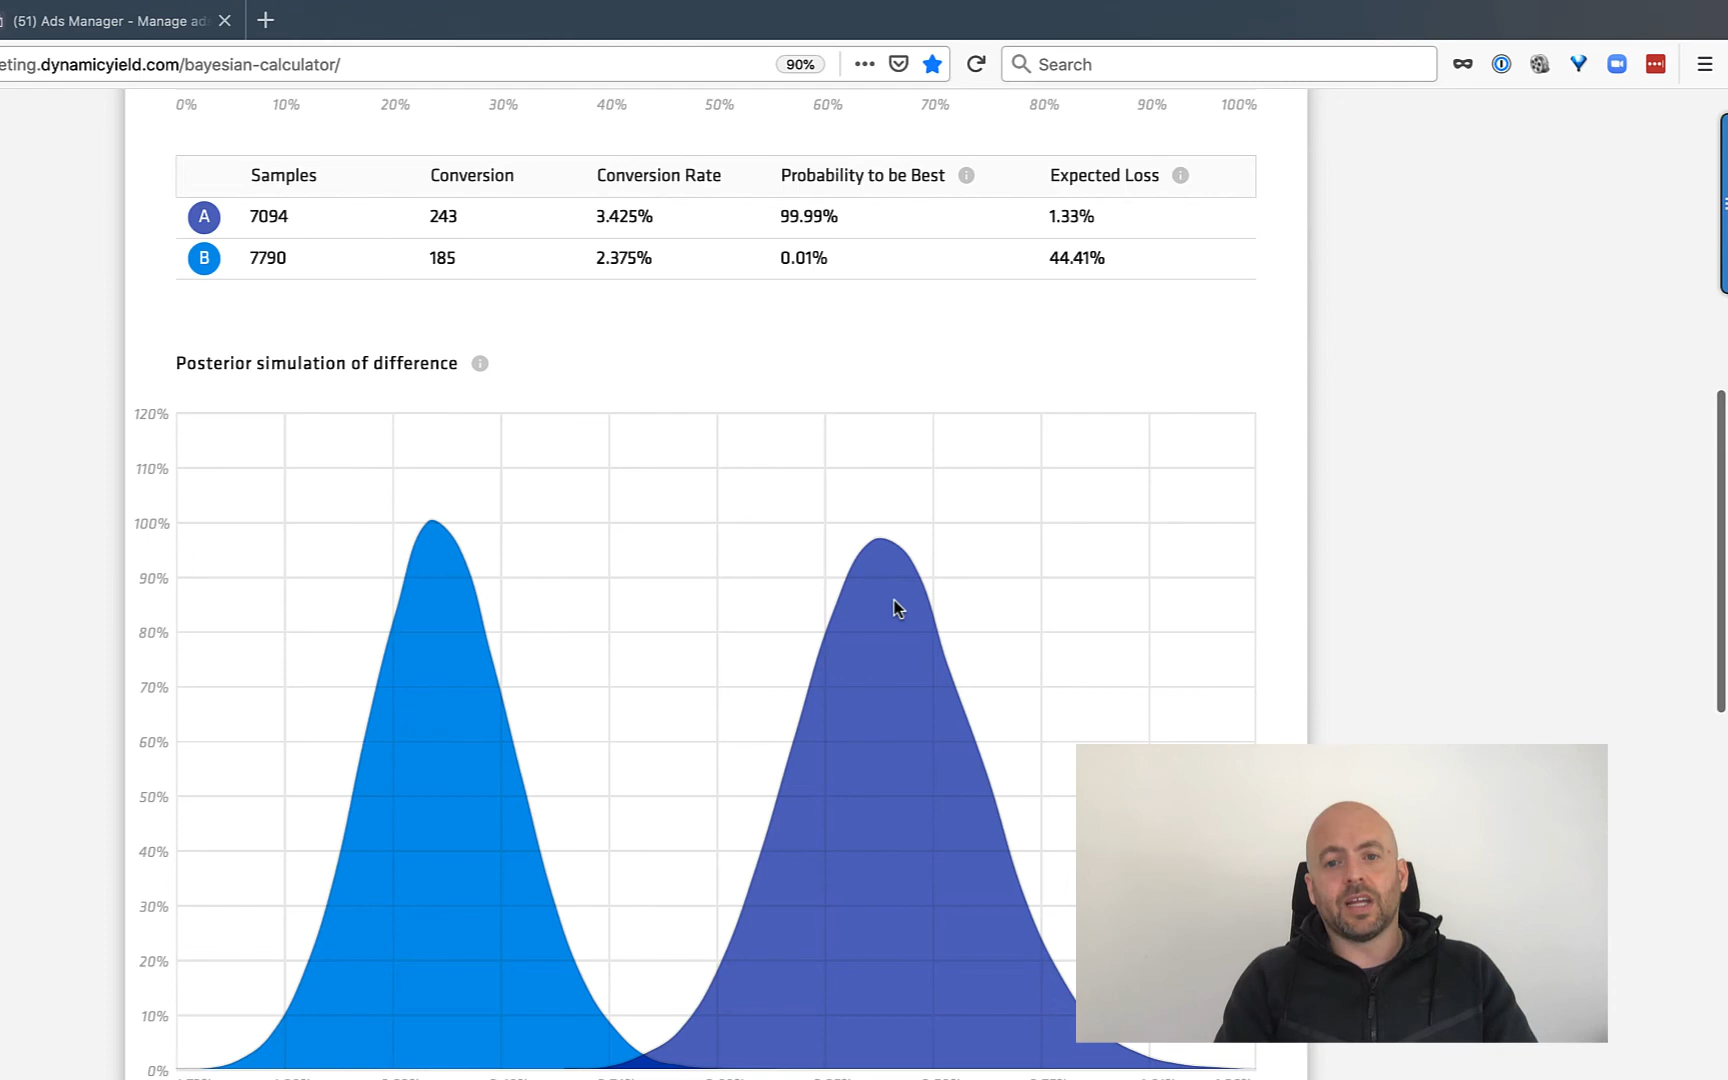 (51) Ads Manager - Manage ads
eting.dynamicyield.com/bayesian-calculator/
90%
Search
0% 10% 20% 30% 40% 50% 60% 70% 80% 90% 100%
Samples Conversion Conversion Rate Probability to be Best Expected Loss
A 7094 243 3.425% 99.99% 1.33%
B 7790 185 2.375% 0.01% 44.41%
Posterior simulation of difference
120%
110%
100%
90%
80%
70%
60%
50%
40%
30%
20%
10%
0%